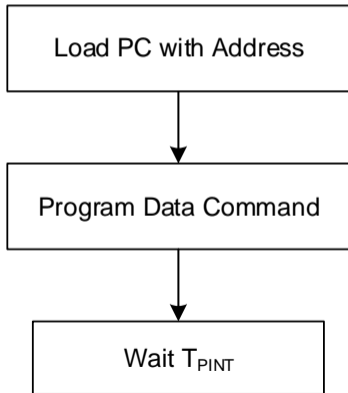 Load PC with Address
Program Data Command
Wait TPINT